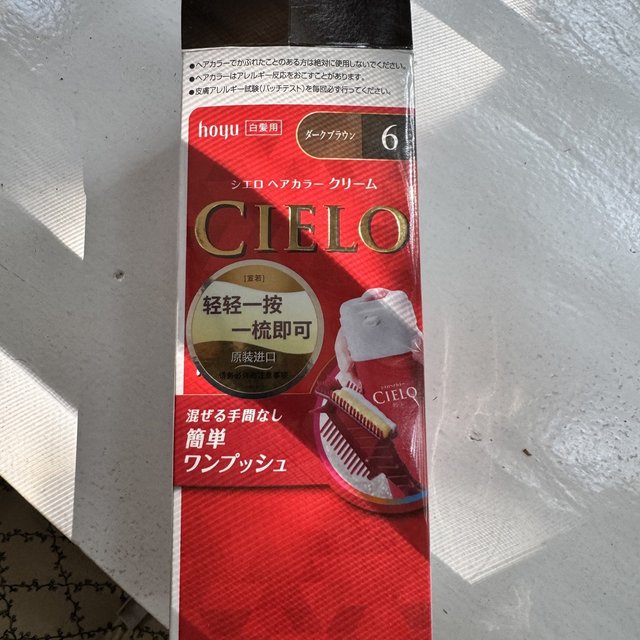 ●ヘアカラーでかぶれたことのある方は絶対に使用しないでください。
●ヘアカラーはアレルギー反応をおこすことがあります。
●皮膚アレルギー試験（パッチテスト）を毎回必ず行ってください。
hoyu 白髪用
ダークブラウン 6
シエロ ヘアカラー クリーム
CIELO
[宣若]
轻轻一按
一梳即可
原装进口
CIELO
混ぜる手間なし
簡単
ワンプッシュ